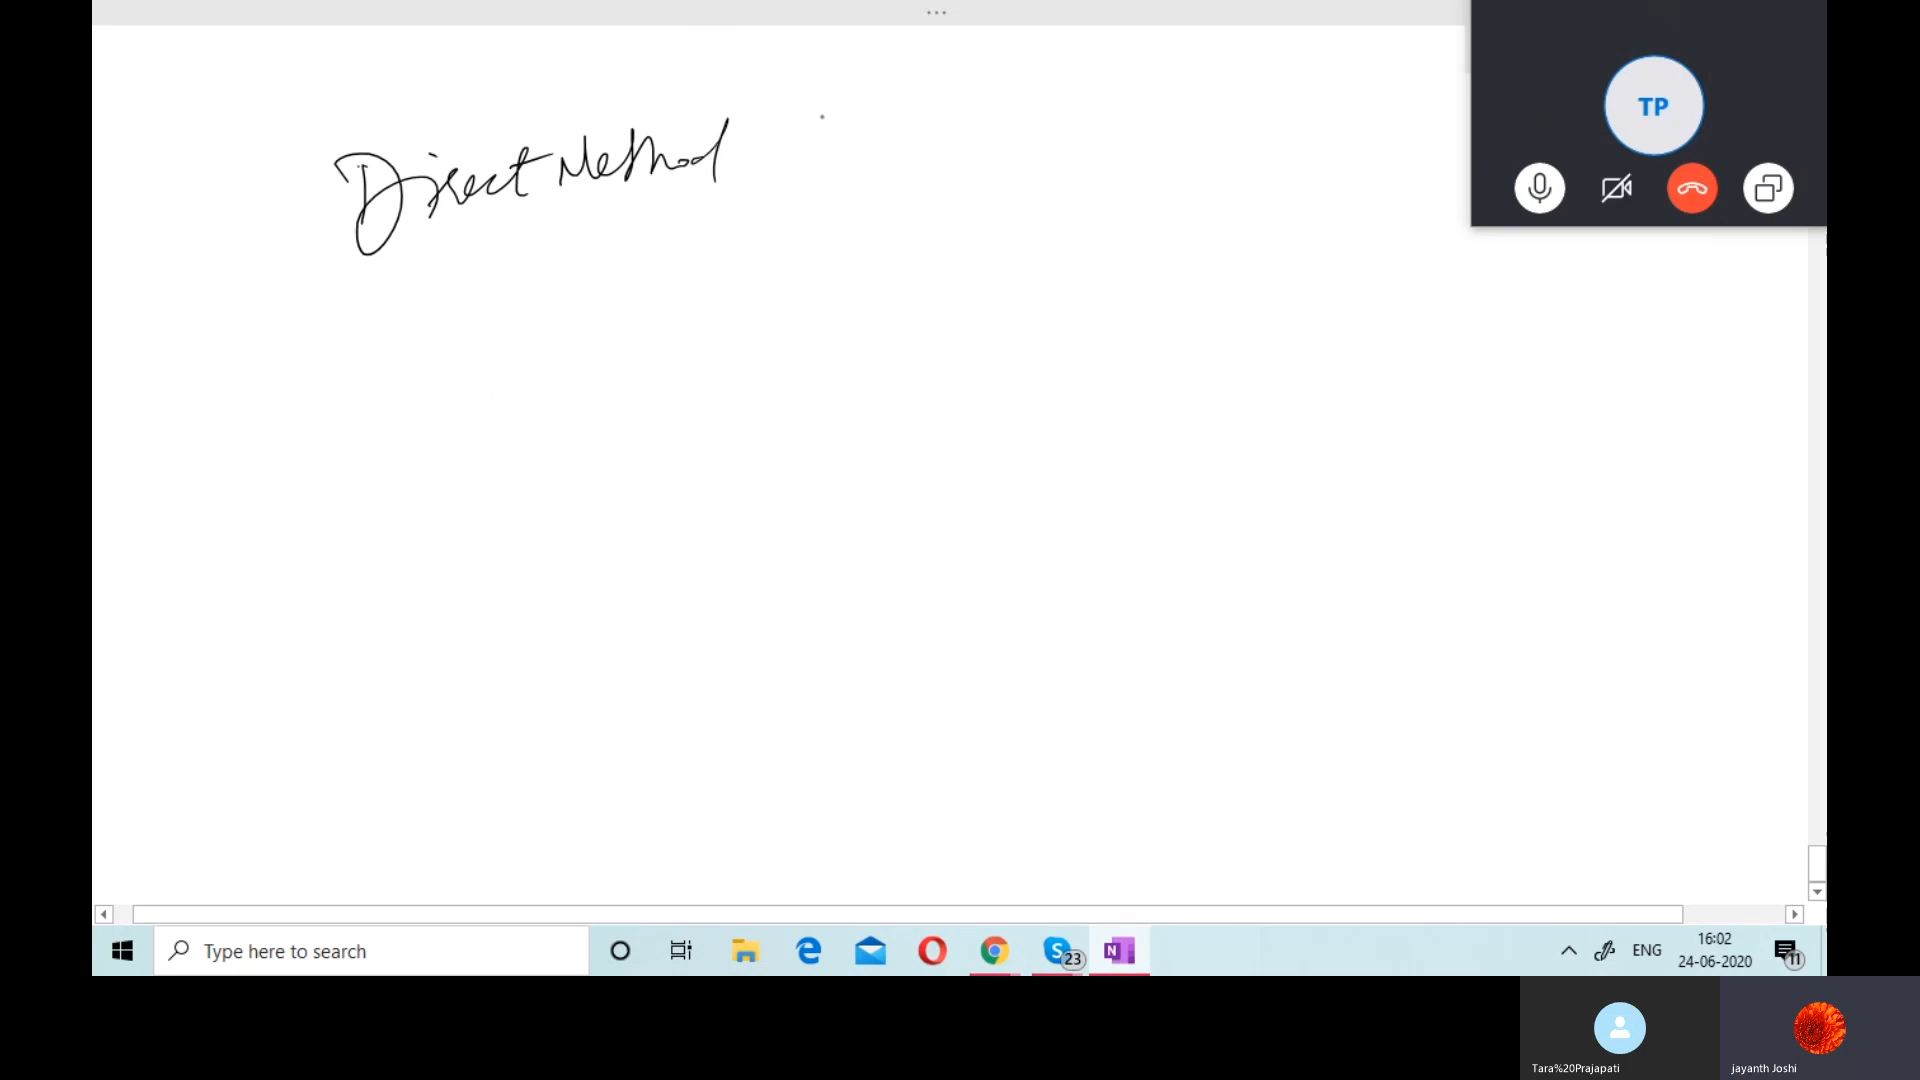 ...
TP
Direct Method
Type here to search
23
ENG
16:02
24-06-2020
11
Tara%20Prajapati
jayanth Joshi